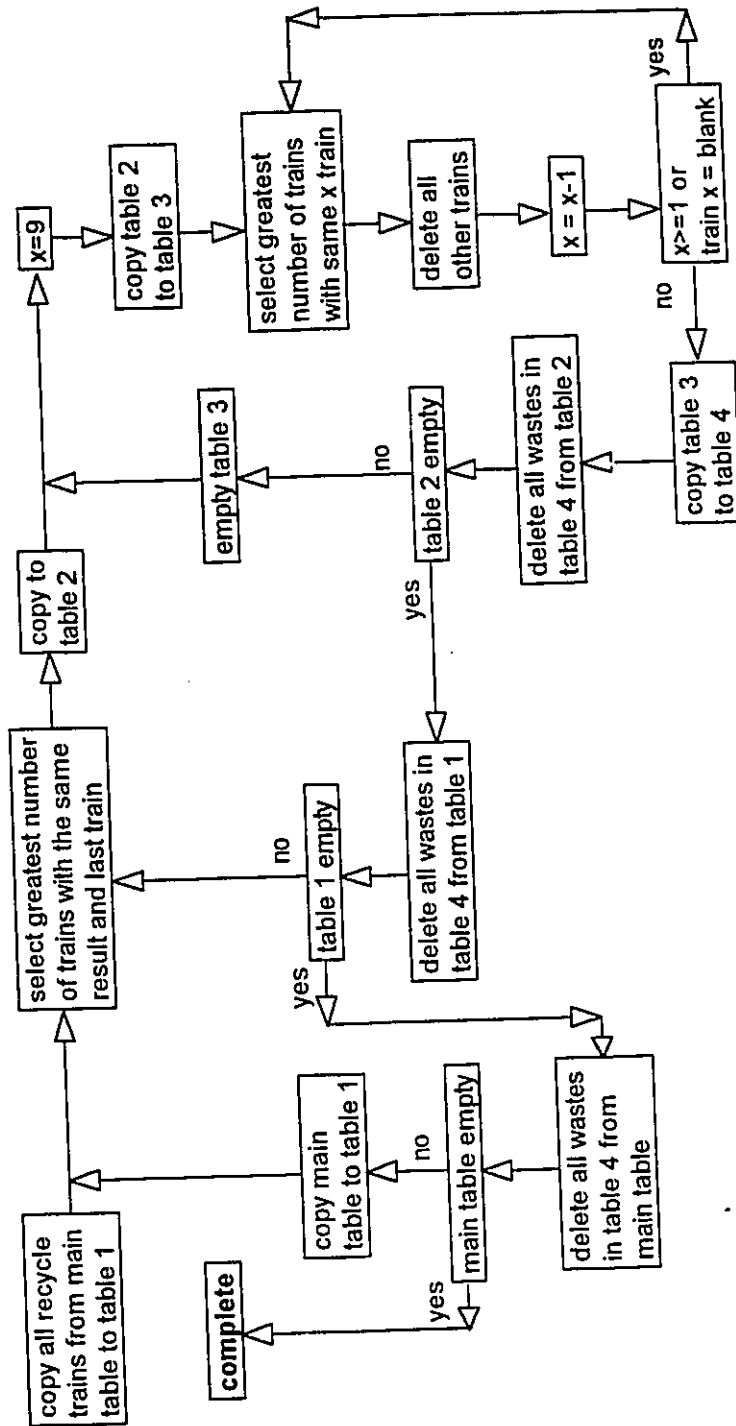 copy all recycle
trains from main
table to table 1
select greatest number
of trains with the same
result and last train
copy to
table 2
x=9
copy table 2
to table 3
select greatest
number of trains
with same x train
delete all
other trains
x = x-1
x>=1 or
train x = blank
yes
no
copy table 3
to table 4
delete all wastes in
table 4 from table 2
table 2 empty
no
empty table 3
yes
delete all wastes in
table 4 from table 1
table 1 empty
no
yes
delete all wastes
in table 4 from
main table
main table empty
no
copy main
table to table 1
yes
complete